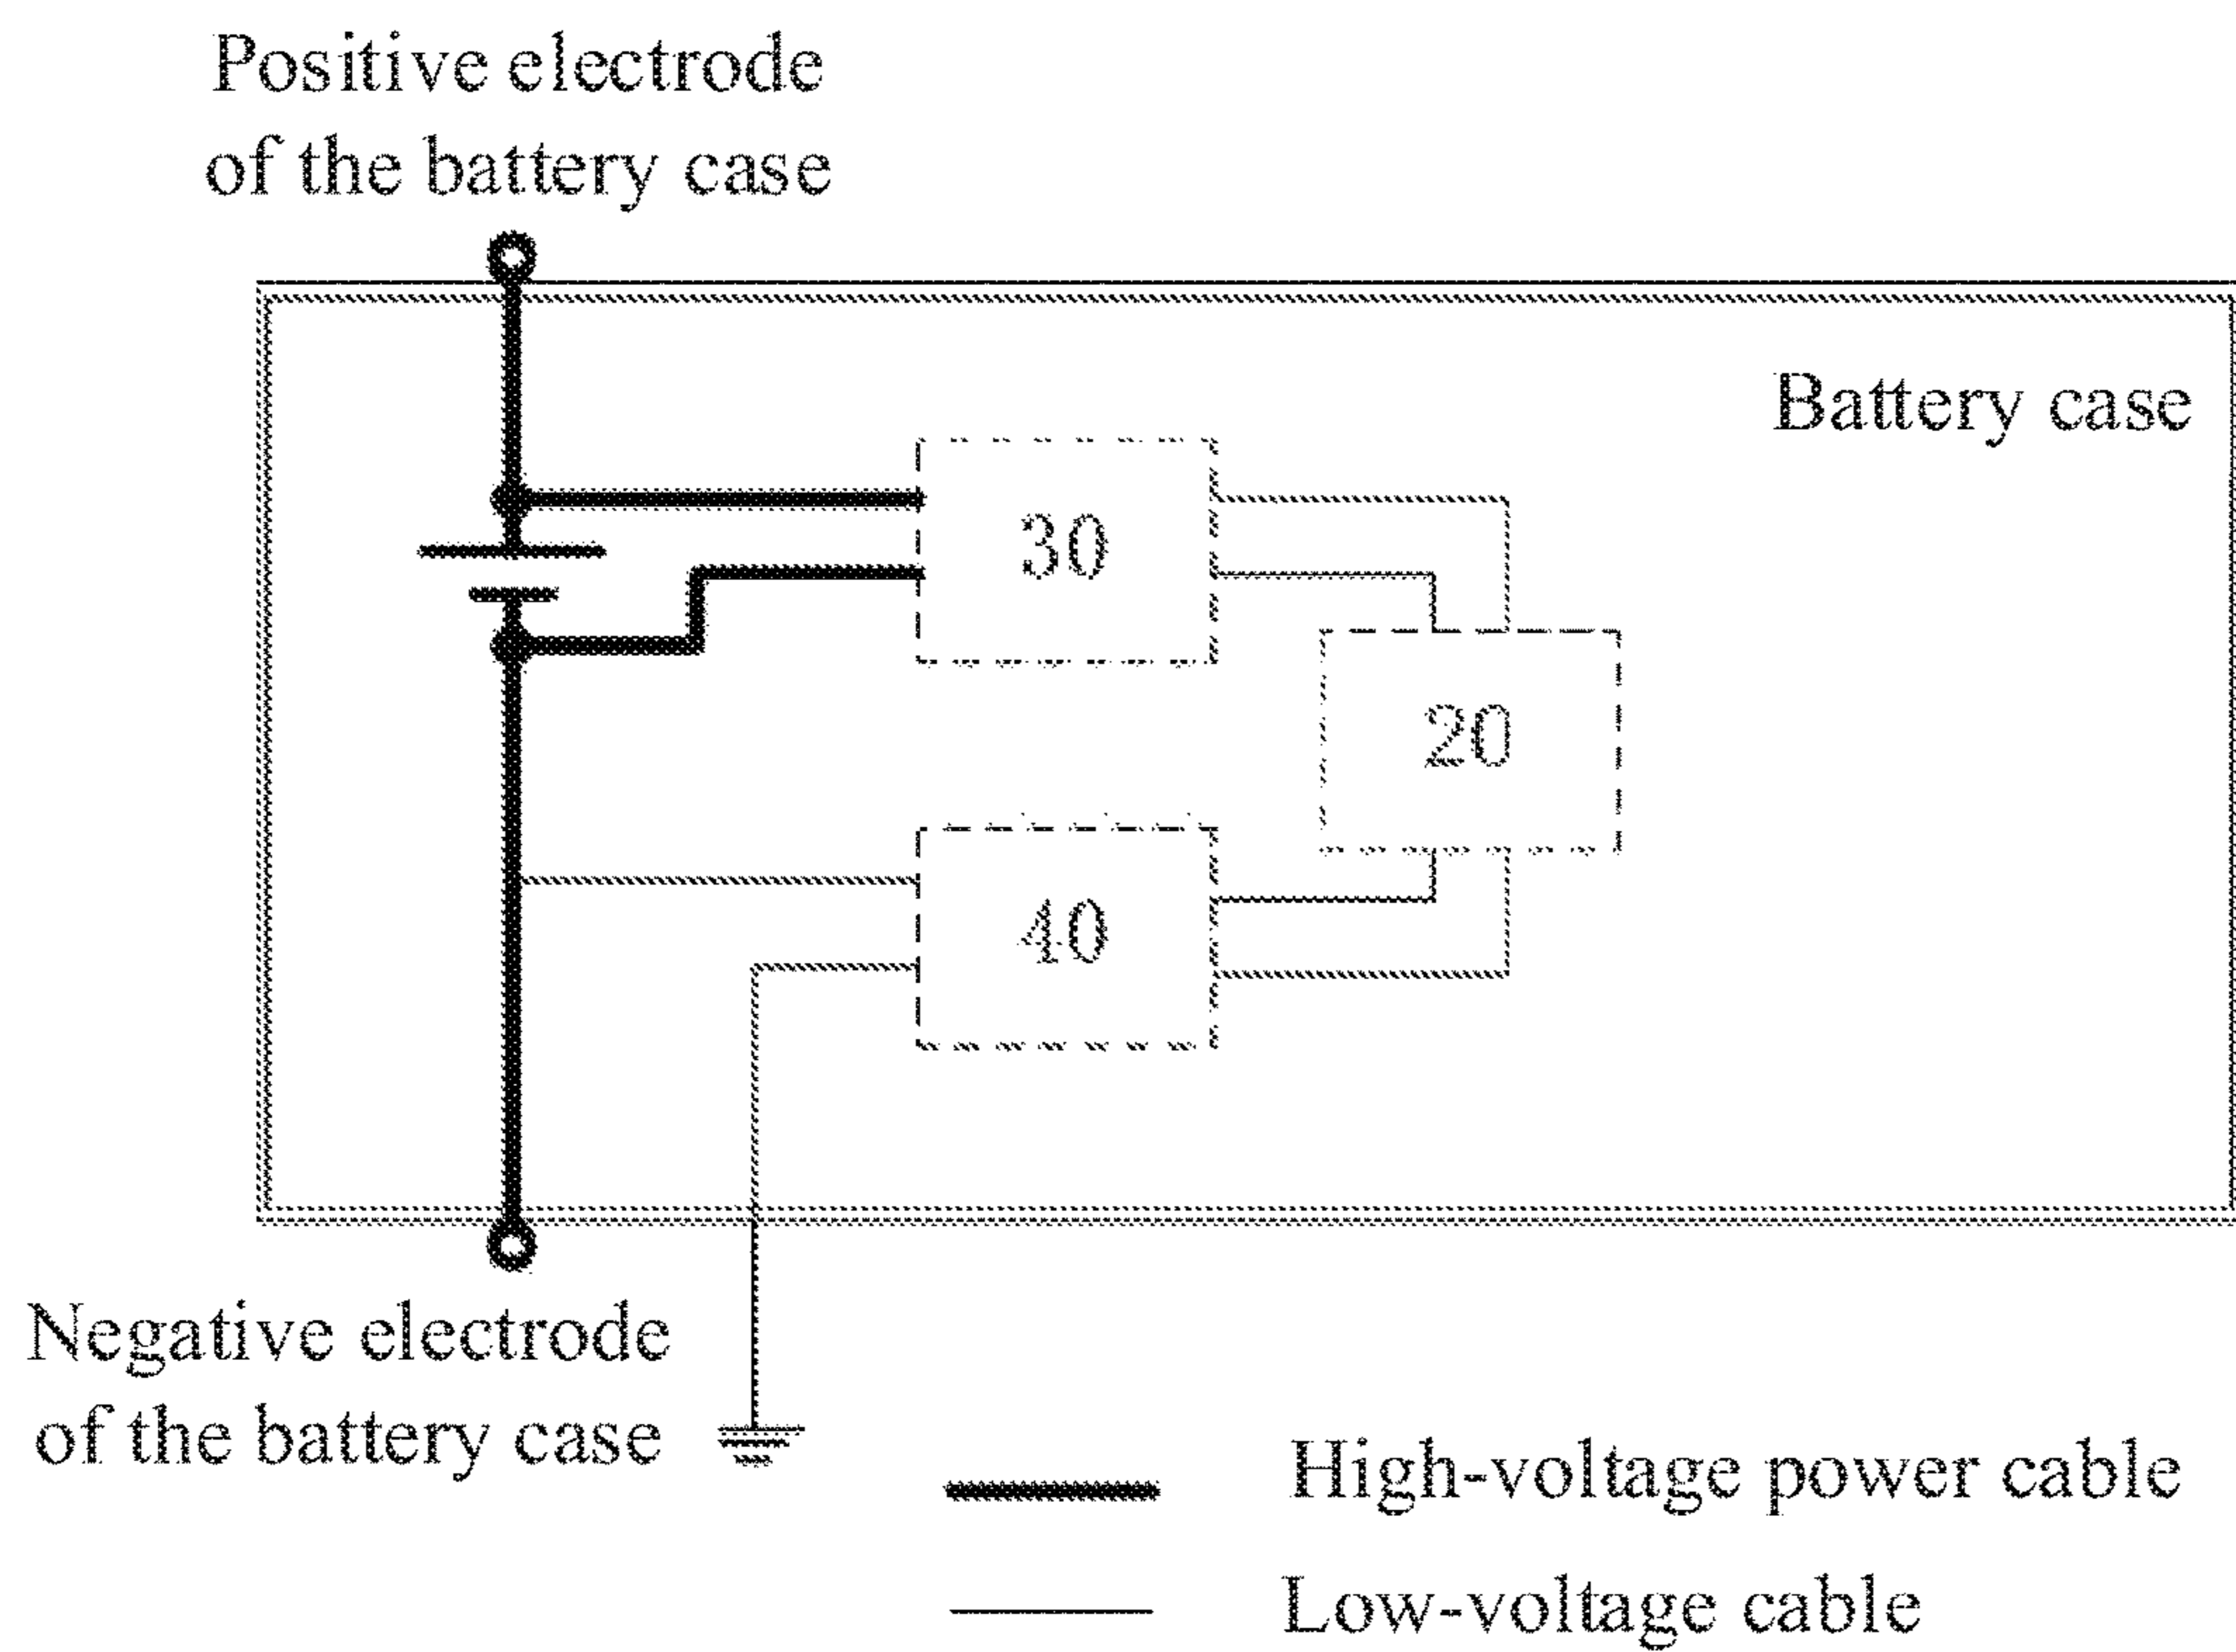 Positive electrode
of the battery case
Battery case
30
20
40
Negative electrode
of the battery case
High-voltage power cable
Low-voltage cable